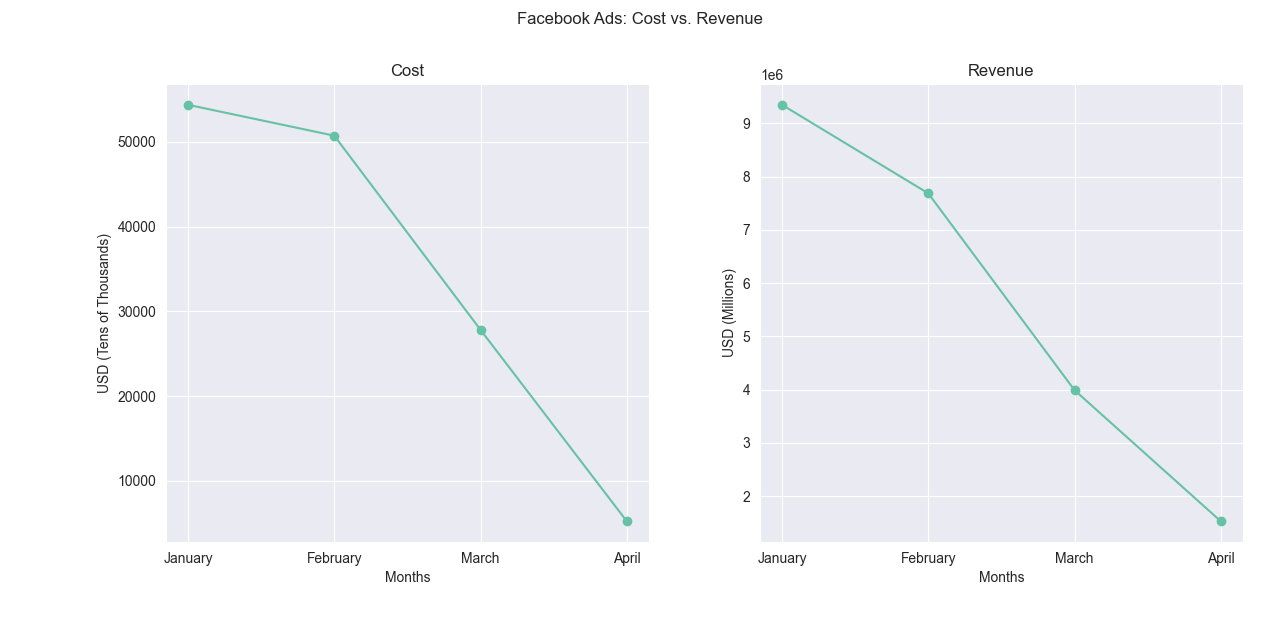 Facebook Ads: Cost vs. Revenue
Cost
50000
40000
30000
20000
10000
USD (Tens of Thousands)
January February March April
Months
Revenue
1e6
9
8
7
6
5
4
3
2
USD (Millions)
January February March April
Months